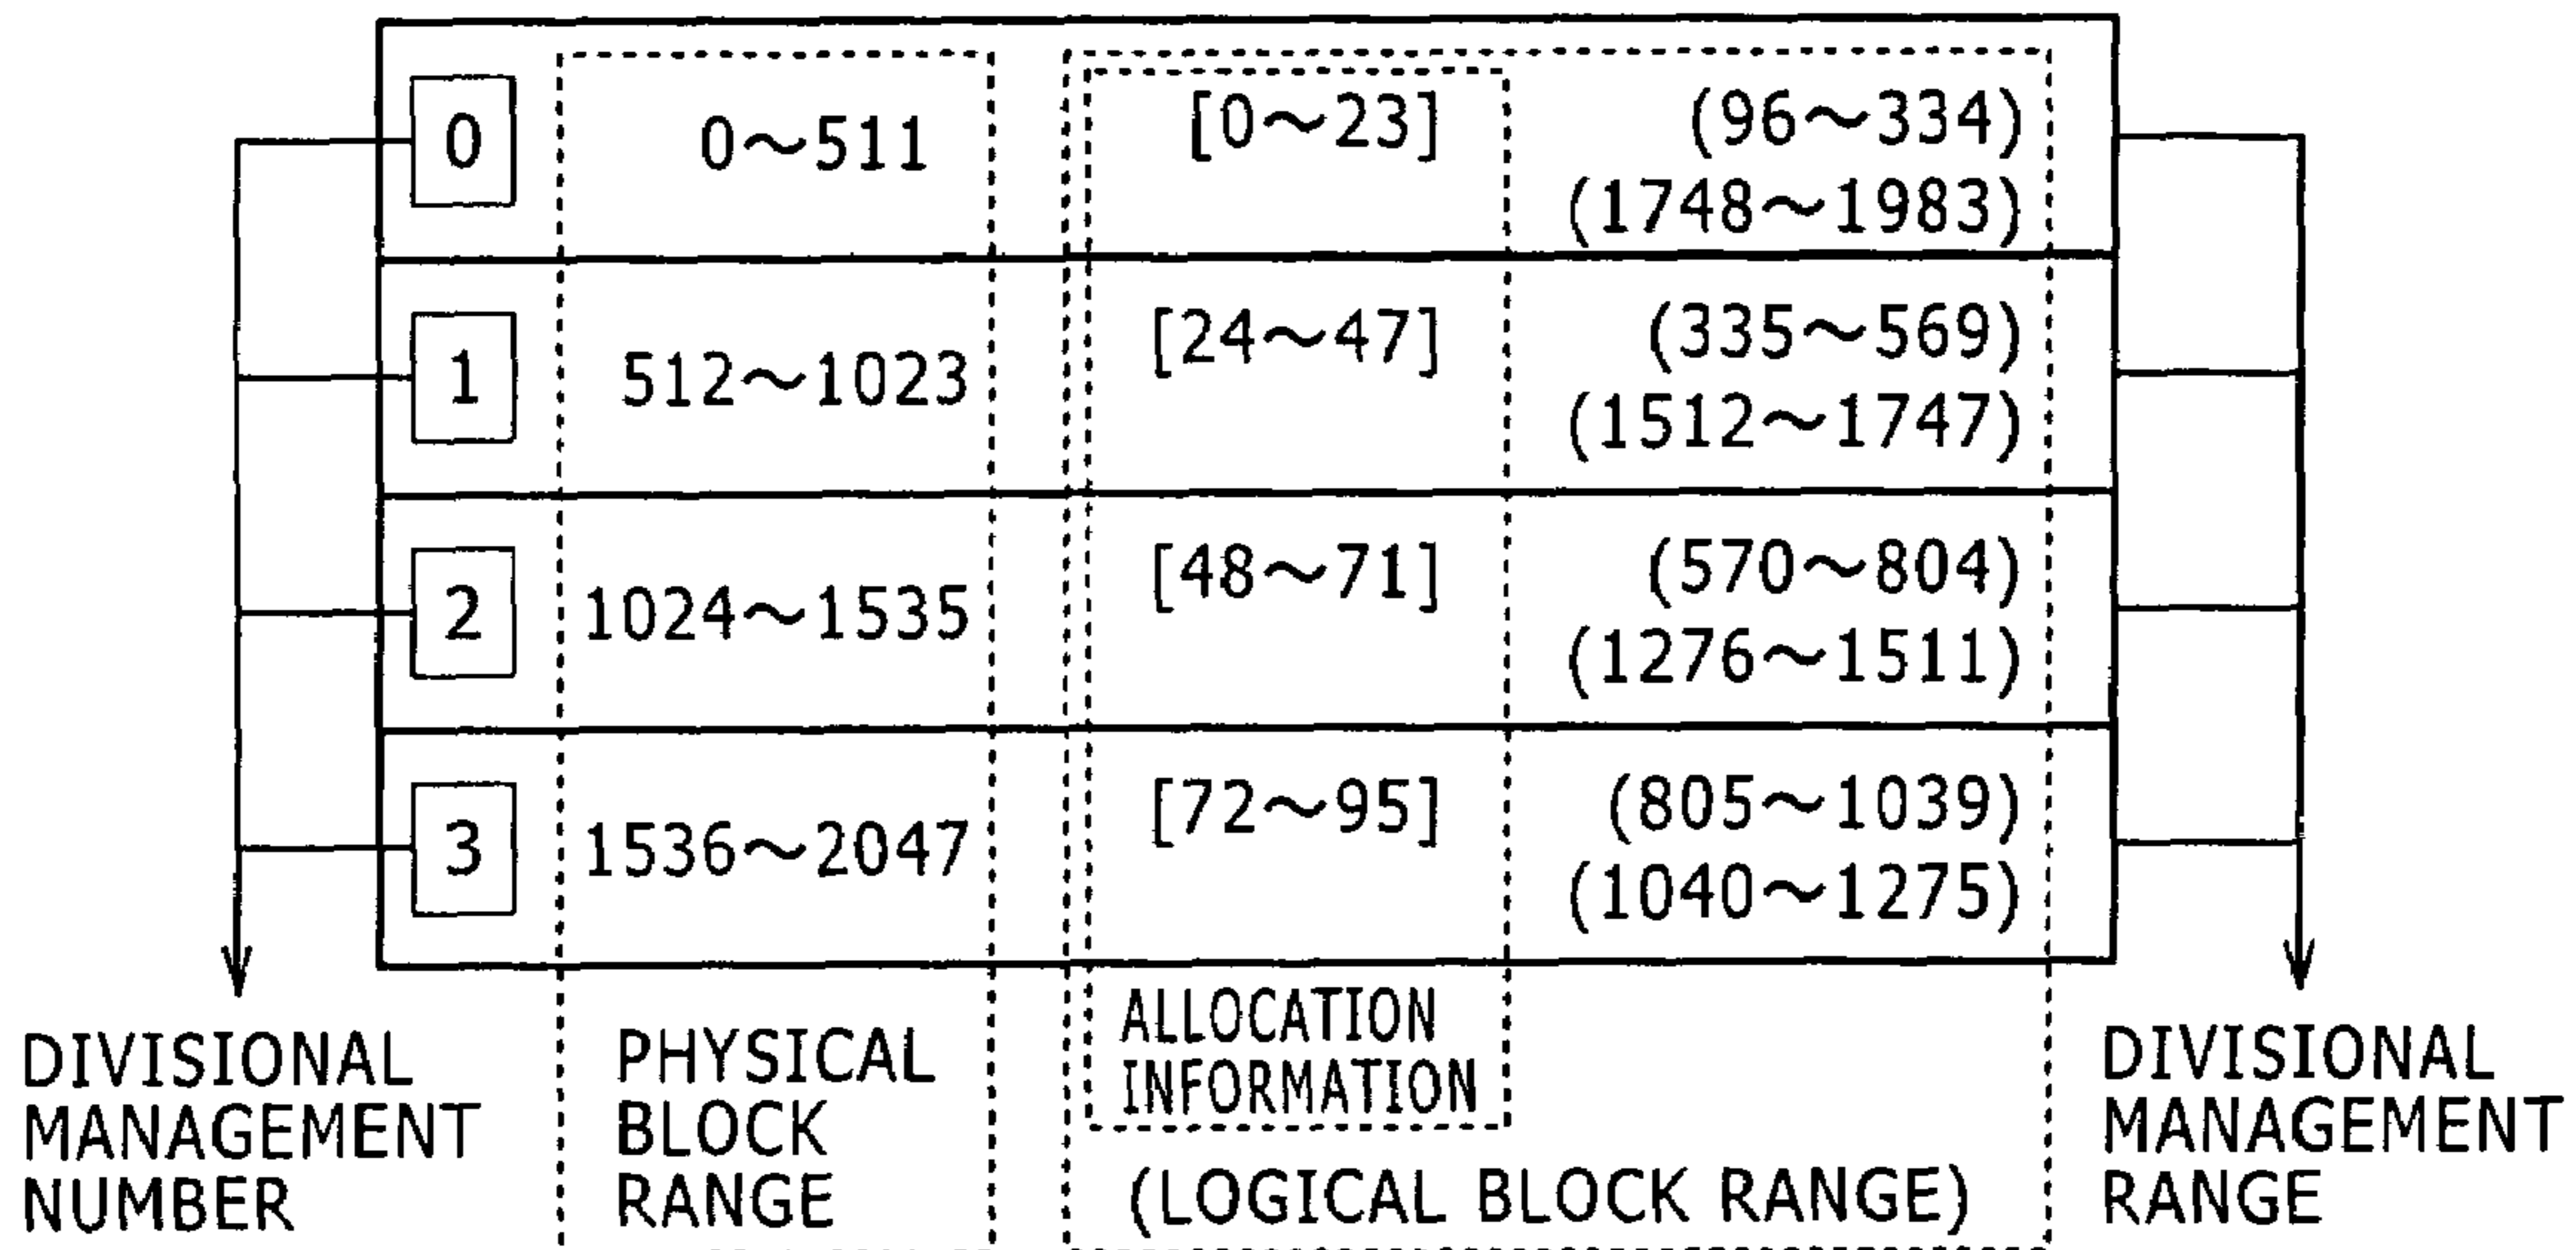 0 0～511 [0～23] (96～334)
(1748～1983)
1 512～1023 [24～47] (335～569)
(1512～1747)
2 1024～1535 [48～71] (570～804)
(1276～1511)
3 1536～2047 [72～95] (805～1039)
(1040～1275)
DIVISIONAL
MANAGEMENT
NUMBER
PHYSICAL
BLOCK
RANGE
ALLOCATION
INFORMATION
(LOGICAL BLOCK RANGE)
DIVISIONAL
MANAGEMENT
RANGE